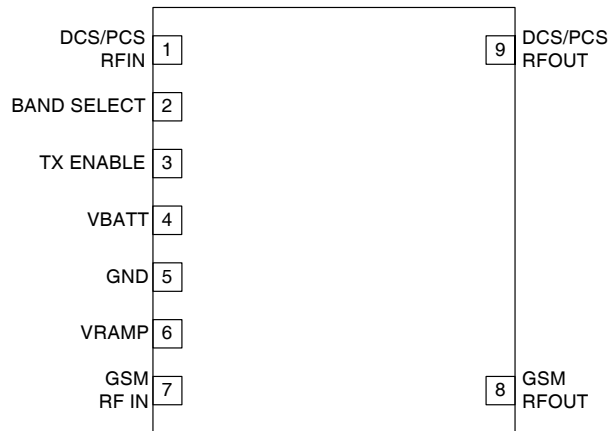 DCS/PCS
RFIN
1
BAND SELECT
2
TX ENABLE
3
VBATT
4
GND
5
VRAMP
6
GSM
RF IN
7
9
DCS/PCS
RFOUT
8
GSM
RFOUT